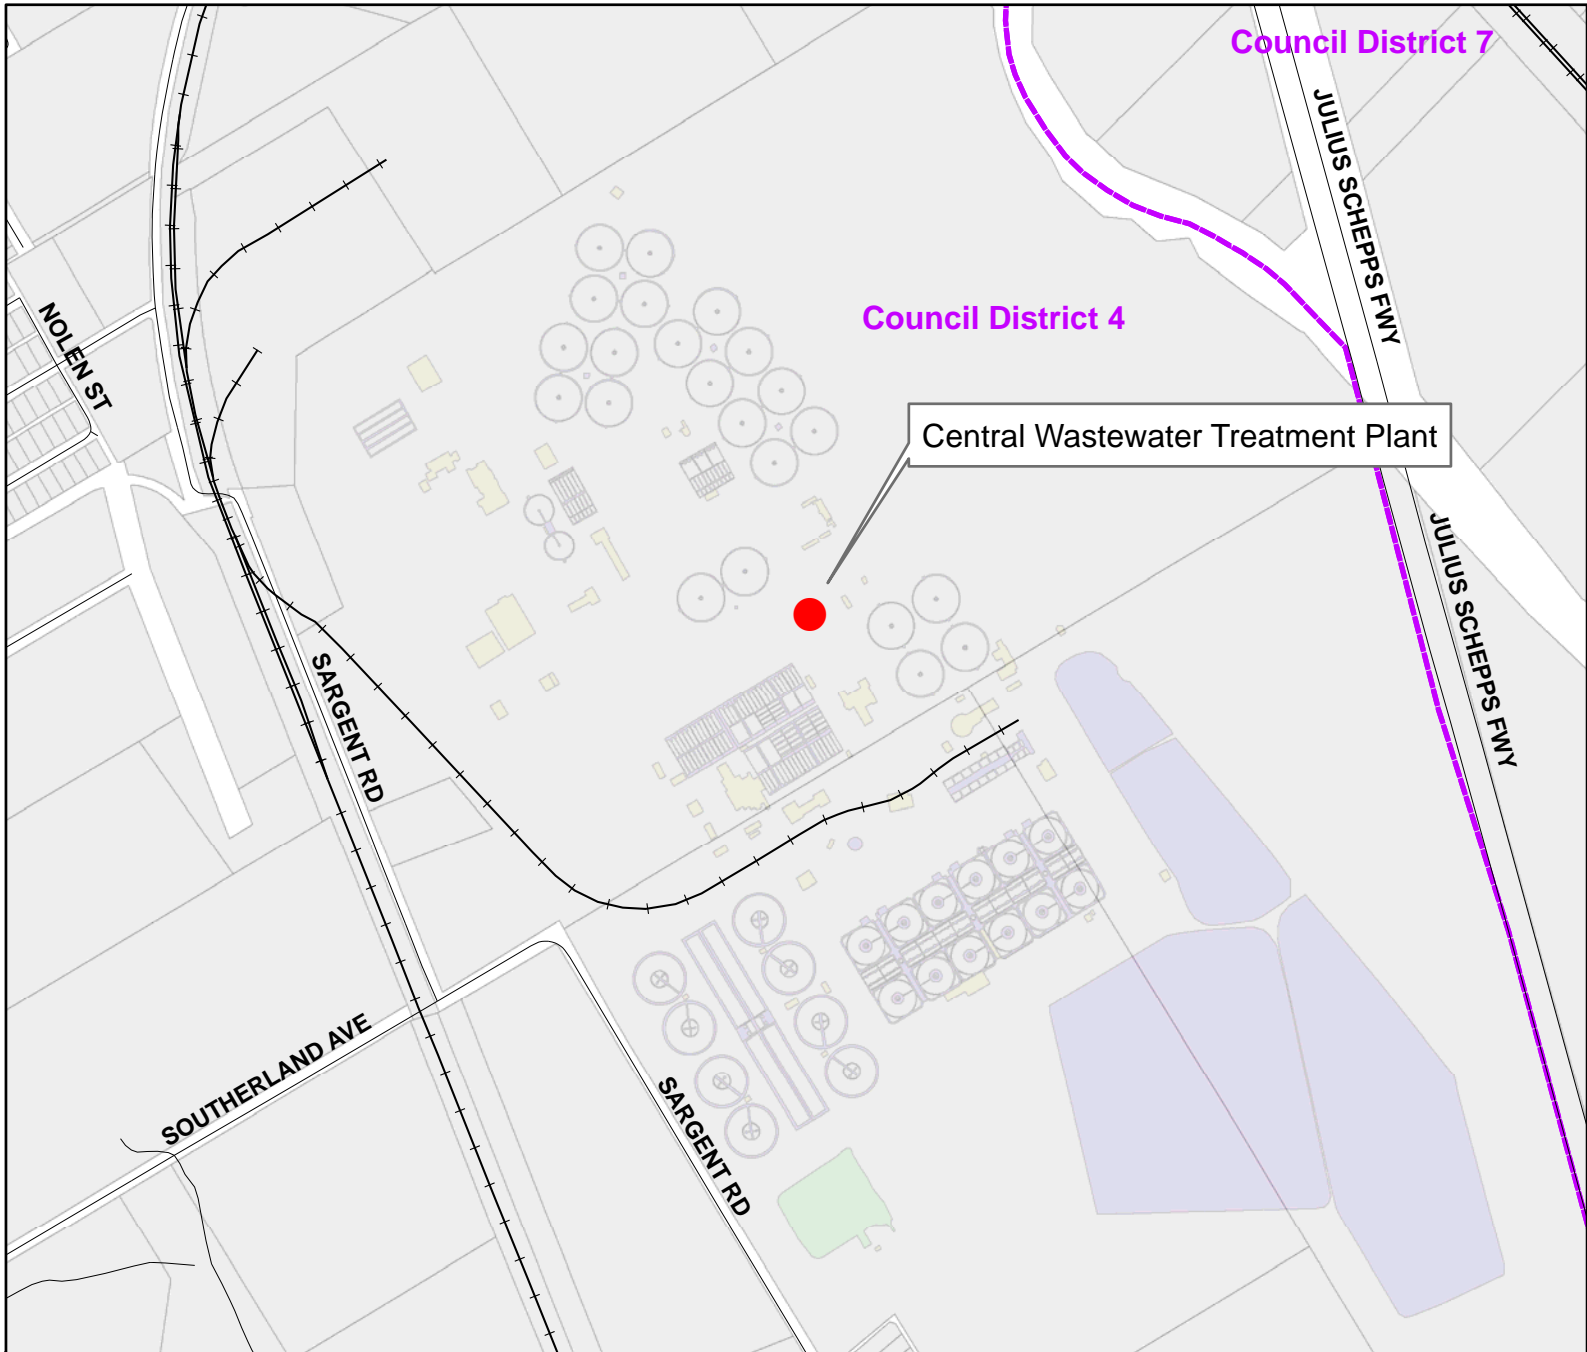 Council District 7
JULIUS SCHEPPS FWY
Council District 4
NOLEN ST
Central Wastewater Treatment Plant
JULIUS SCHEPPS FWY
SARGENT RD
SOUTHERLAND AVE
SARGENT RD